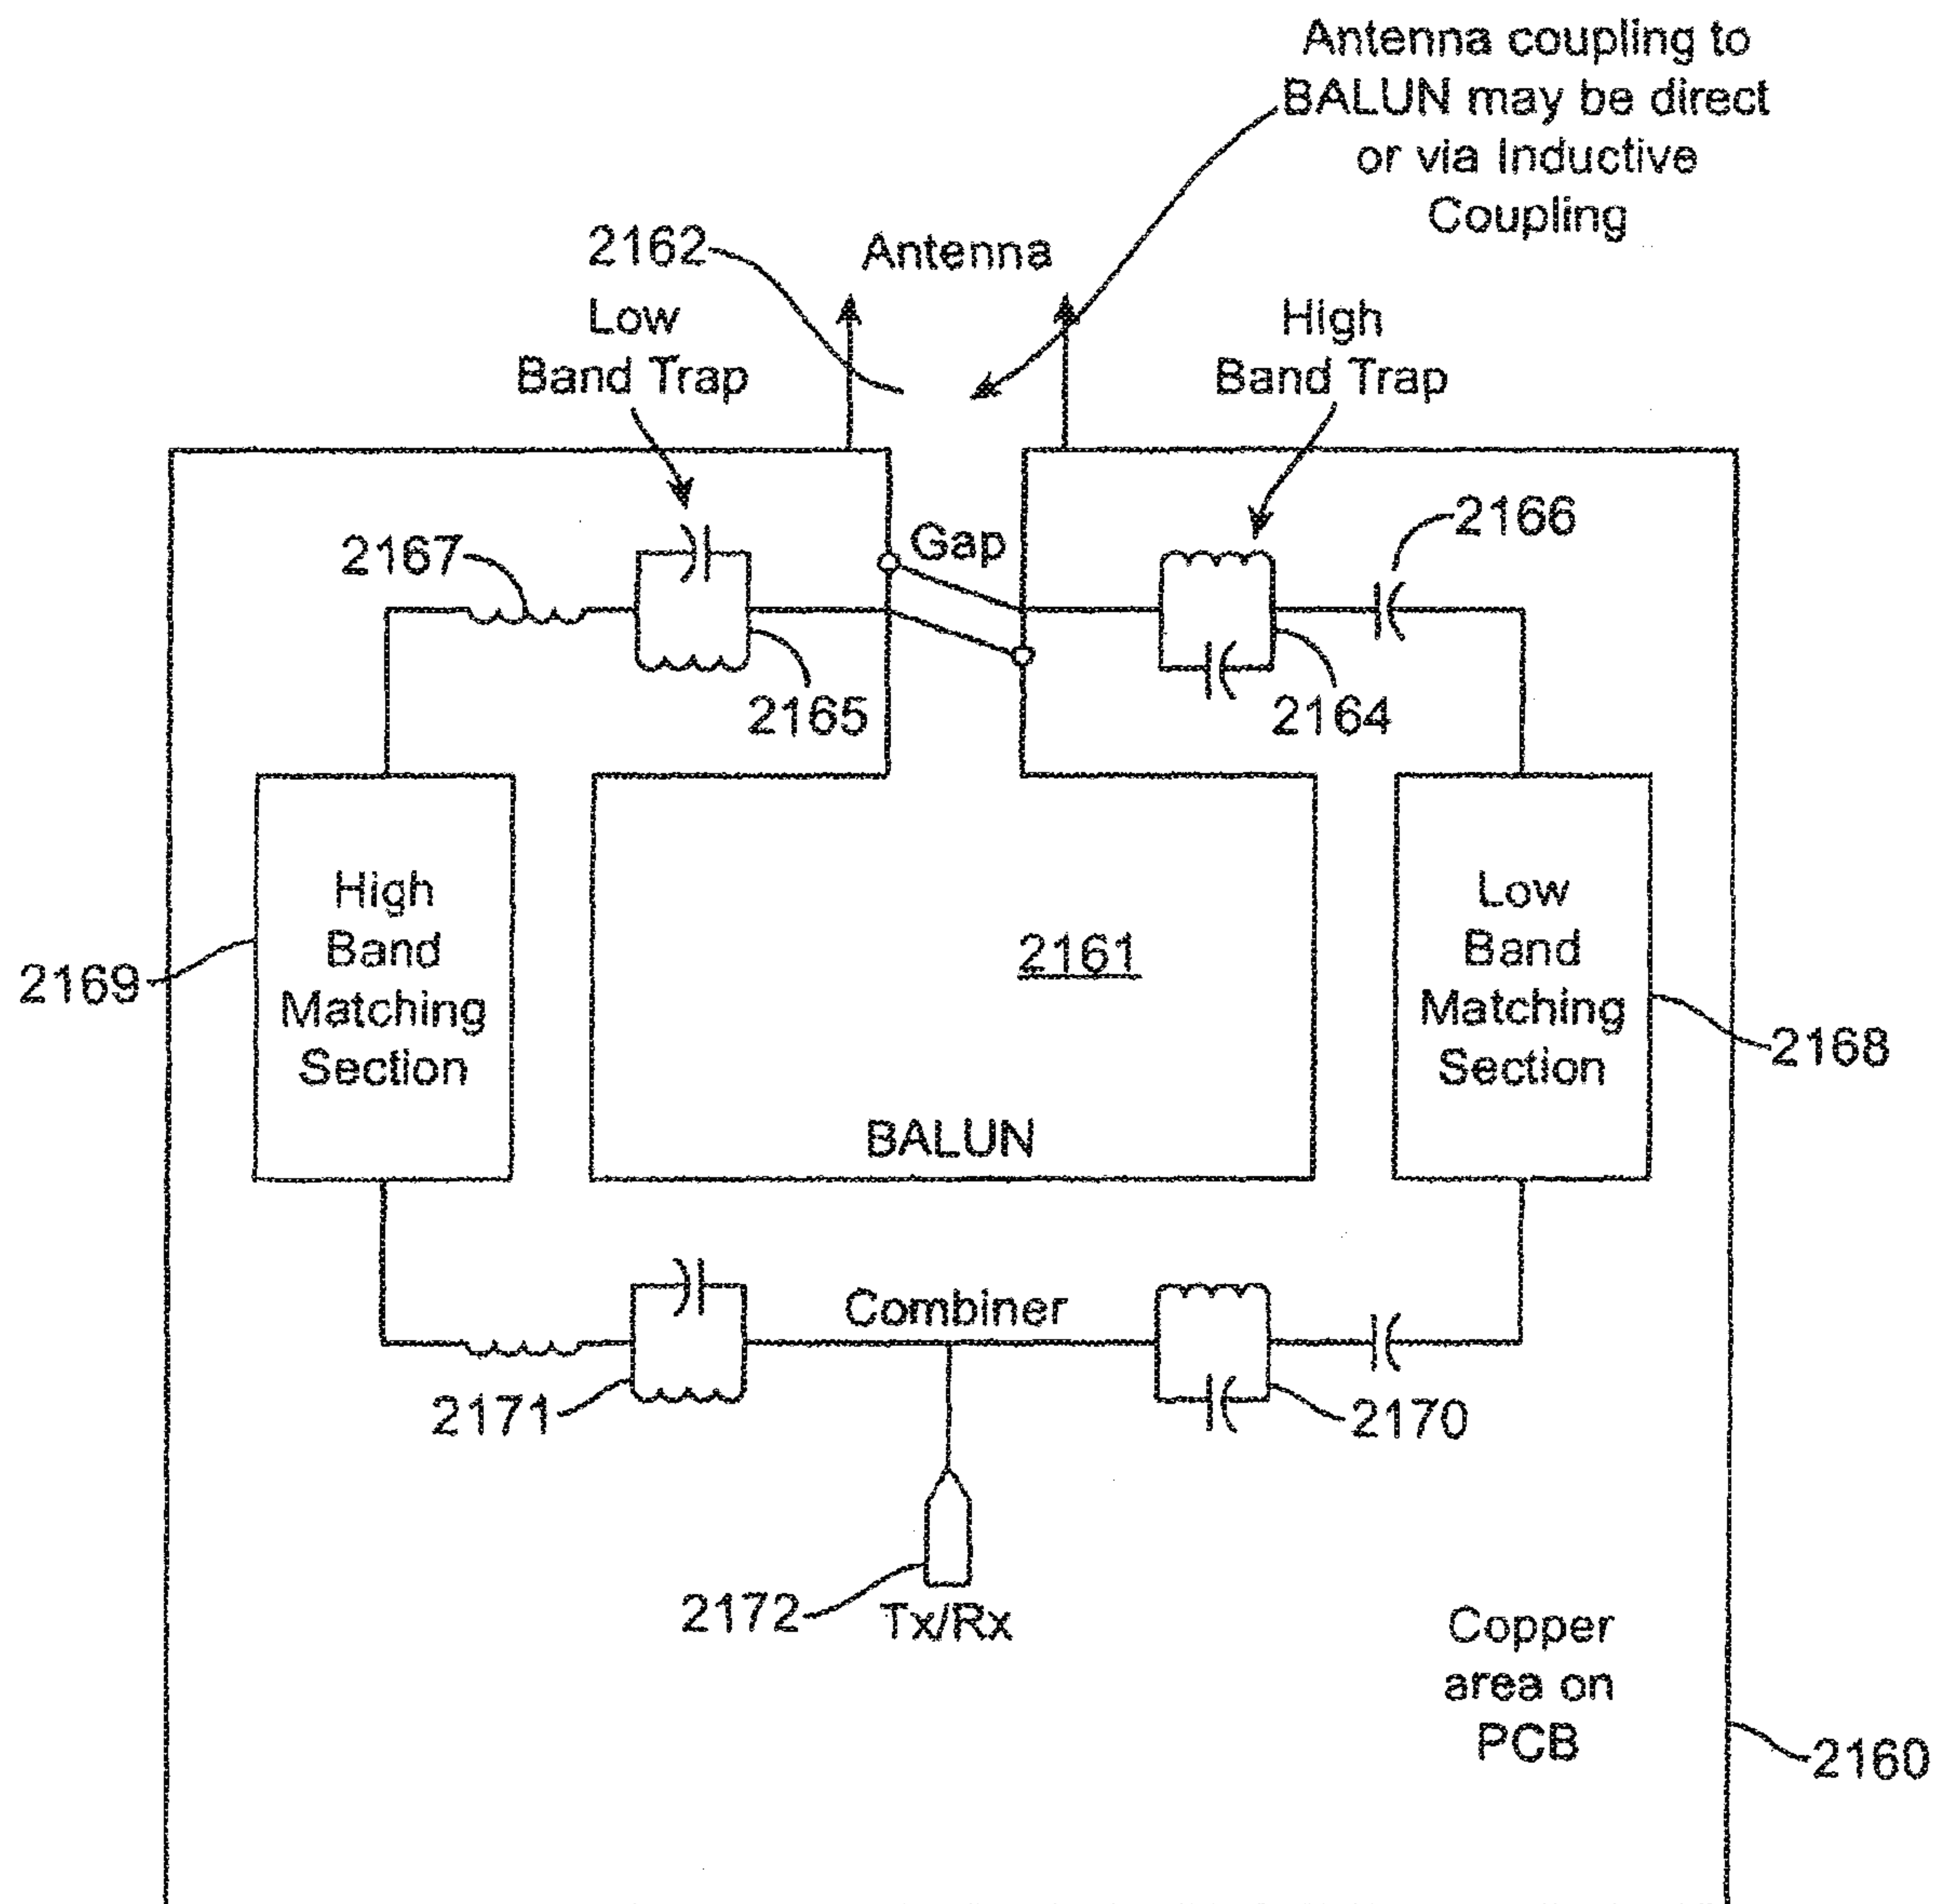 Antenna coupling to
BALUN may be direct
or via Inductive
Coupling
2162
Antenna
Low
Band Trap
High
Band Trap
2167
Gap
2166
2165
2164
High
Band
Matching
Section
2169
2161
BALUN
Low
Band
Matching
Section
2168
Combiner
2171
2170
2172
Tx/Rx
Copper
area on
PCB
2160